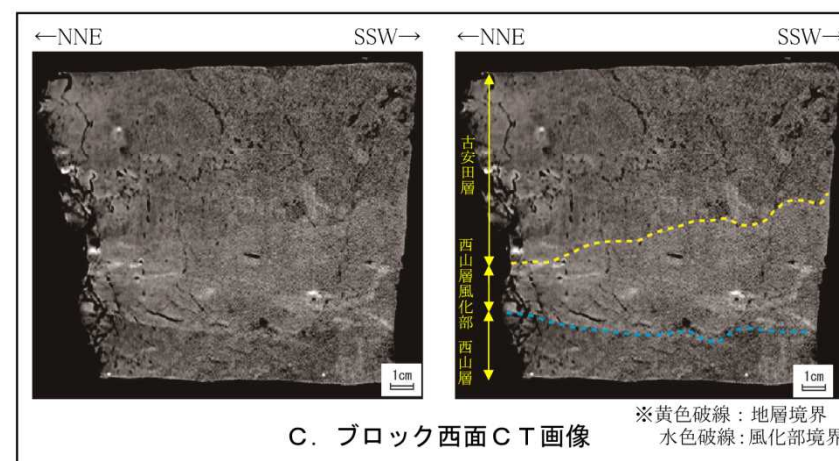 ←NNE SSW→
←NNE SSW→
古安田層
西山層風化部
西山層
1cm
1cm
C. ブロック西面CT画像
※黄色破線：地層境界
水色破線：風化部境界